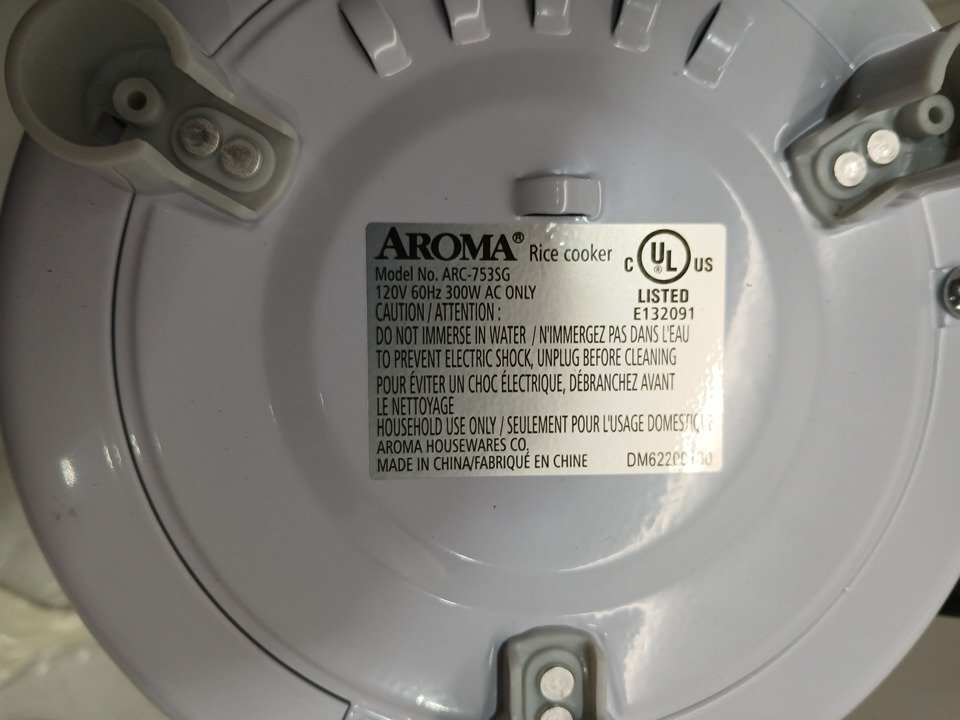 AROMA® Rice cooker
Model No. ARC-753SG
120V 60Hz 300W AC ONLY
CAUTION / ATTENTION :
C UL ® US
LISTED
E132091
DO NOT IMMERSE IN WATER / N'IMMERGEZ PAS DANS L'EAU
TO PREVENT ELECTRIC SHOCK, UNPLUG BEFORE CLEANING
POUR ÉVITER UN CHOC ÉLECTRIQUE, DÉBRANCHEZ AVANT
LE NETTOYAGE
HOUSEHOLD USE ONLY / SEULEMENT POUR L'USAGE DOMESTIQUE
AROMA HOUSEWARES CO,
MADE IN CHINA/FABRIQUÉ EN CHINE